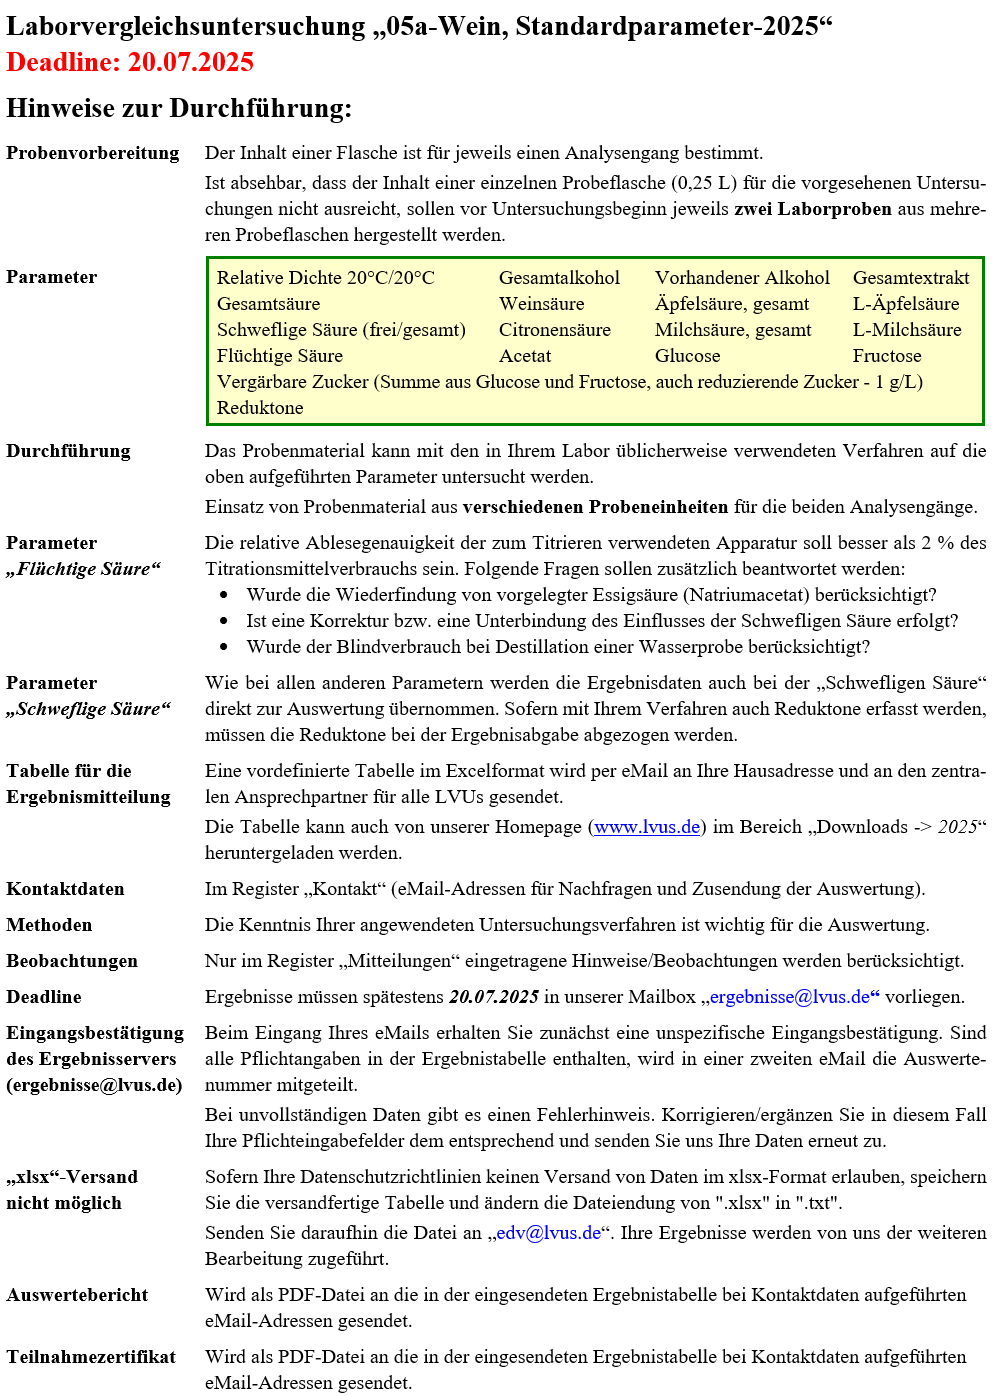 Laborvergleichsuntersuchung „05a-Wein, Standardparameter-2025“
Deadline: 20.07.2025
Hinweise zur Durchführung:
Probenvorbereitung Der Inhalt einer Flasche ist für jeweils einen Analysengang bestimmt.
Ist absehbar, dass der Inhalt einer einzelnen Probeflasche (0,25 L) für die vorgesehenen Untersu-
chungen nicht ausreicht, sollen vor Untersuchungsbeginn jeweils zwei Laborproben aus mehre-
ren Probeflaschen hergestellt werden.
Parameter Relative Dichte 20°C/20°C Gesamtalkohol Vorhandener Alkohol Gesamtextrakt
Gesamtsäure Weinsäure Äpfelsäure, gesamt L-Äpfelsäure
Schweflige Säure (frei/gesamt) Citronensäure Milchsäure, gesamt L-Milchsäure
Flüchtige Säure Acetat Glucose Fructose
Vergärbare Zucker (Summe aus Glucose und Fructose, auch reduzierende Zucker - 1 g/L)
Reduktone
Durchführung Das Probenmaterial kann mit den in Ihrem Labor üblicherweise verwendeten Verfahren auf die
oben aufgeführten Parameter untersucht werden.
Einsatz von Probenmaterial aus verschiedenen Probeneinheiten für die beiden Analysengänge.
Parameter Die relative Ablesegenauigkeit der zum Titrieren verwendeten Apparatur soll besser als 2 % des
„Flüchtige Säure“ Titrationsmittelverbrauchs sein. Folgende Fragen sollen zusätzlich beantwortet werden:
• Wurde die Wiederfindung von vorgelegter Essigsäure (Natriumacetat) berücksichtigt?
• Ist eine Korrektur bzw. eine Unterbindung des Einflusses der Schwefligen Säure erfolgt?
• Wurde der Blindverbrauch bei Destillation einer Wasserprobe berücksichtigt?
Parameter Wie bei allen anderen Parametern werden die Ergebnisdaten auch bei der „Schwefligen Säure“
„Schweflige Säure“ direkt zur Auswertung übernommen. Sofern mit Ihrem Verfahren auch Reduktone erfasst werden,
müssen die Reduktone bei der Ergebnisabgabe abgezogen werden.
Tabelle für die Eine vordefinierte Tabelle im Excelformat wird per eMail an Ihre Hausadresse und an den zentra-
Ergebnismitteilung len Ansprechpartner für alle LVUs gesendet.
Die Tabelle kann auch von unserer Homepage (www.lvus.de) im Bereich „Downloads -> 2025“
heruntergeladen werden.
Kontaktdaten Im Register „Kontakt“ (eMail-Adressen für Nachfragen und Zusendung der Auswertung).
Methoden Die Kenntnis Ihrer angewendeten Untersuchungsverfahren ist wichtig für die Auswertung.
Beobachtungen Nur im Register „Mitteilungen“ eingetragene Hinweise/Beobachtungen werden berücksichtigt.
Deadline Ergebnisse müssen spätestens 20.07.2025 in unserer Mailbox „ergebnisse@lvus.de“ vorliegen.
Eingangsbestätigung Beim Eingang Ihres eMails erhalten Sie zunächst eine unspezifische Eingangsbestätigung. Sind
des Ergebnisservers alle Pflichtangaben in der Ergebnistabelle enthalten, wird in einer zweiten eMail die Auswerte-
(ergebnisse@lvus.de) nummer mitgeteilt.
Bei unvollständigen Daten gibt es einen Fehlerhinweis. Korrigieren/ergänzen Sie in diesem Fall
Ihre Pflichteingabefelder dem entsprechend und senden Sie uns Ihre Daten erneut zu.
„xlsx“-Versand Sofern Ihre Datenschutzrichtlinien keinen Versand von Daten im xlsx-Format erlauben, speichern
nicht möglich Sie die versandfertige Tabelle und ändern die Dateiendung von ".xlsx" in ".txt".
Senden Sie daraufhin die Datei an „edv@lvus.de“. Ihre Ergebnisse werden von uns der weiteren
Bearbeitung zugeführt.
Auswertebericht Wird als PDF-Datei an die in der eingesendeten Ergebnistabelle bei Kontaktdaten aufgeführten
eMail-Adressen gesendet.
Teilnahmezertifikat Wird als PDF-Datei an die in der eingesendeten Ergebnistabelle bei Kontaktdaten aufgeführten
eMail-Adressen gesendet.